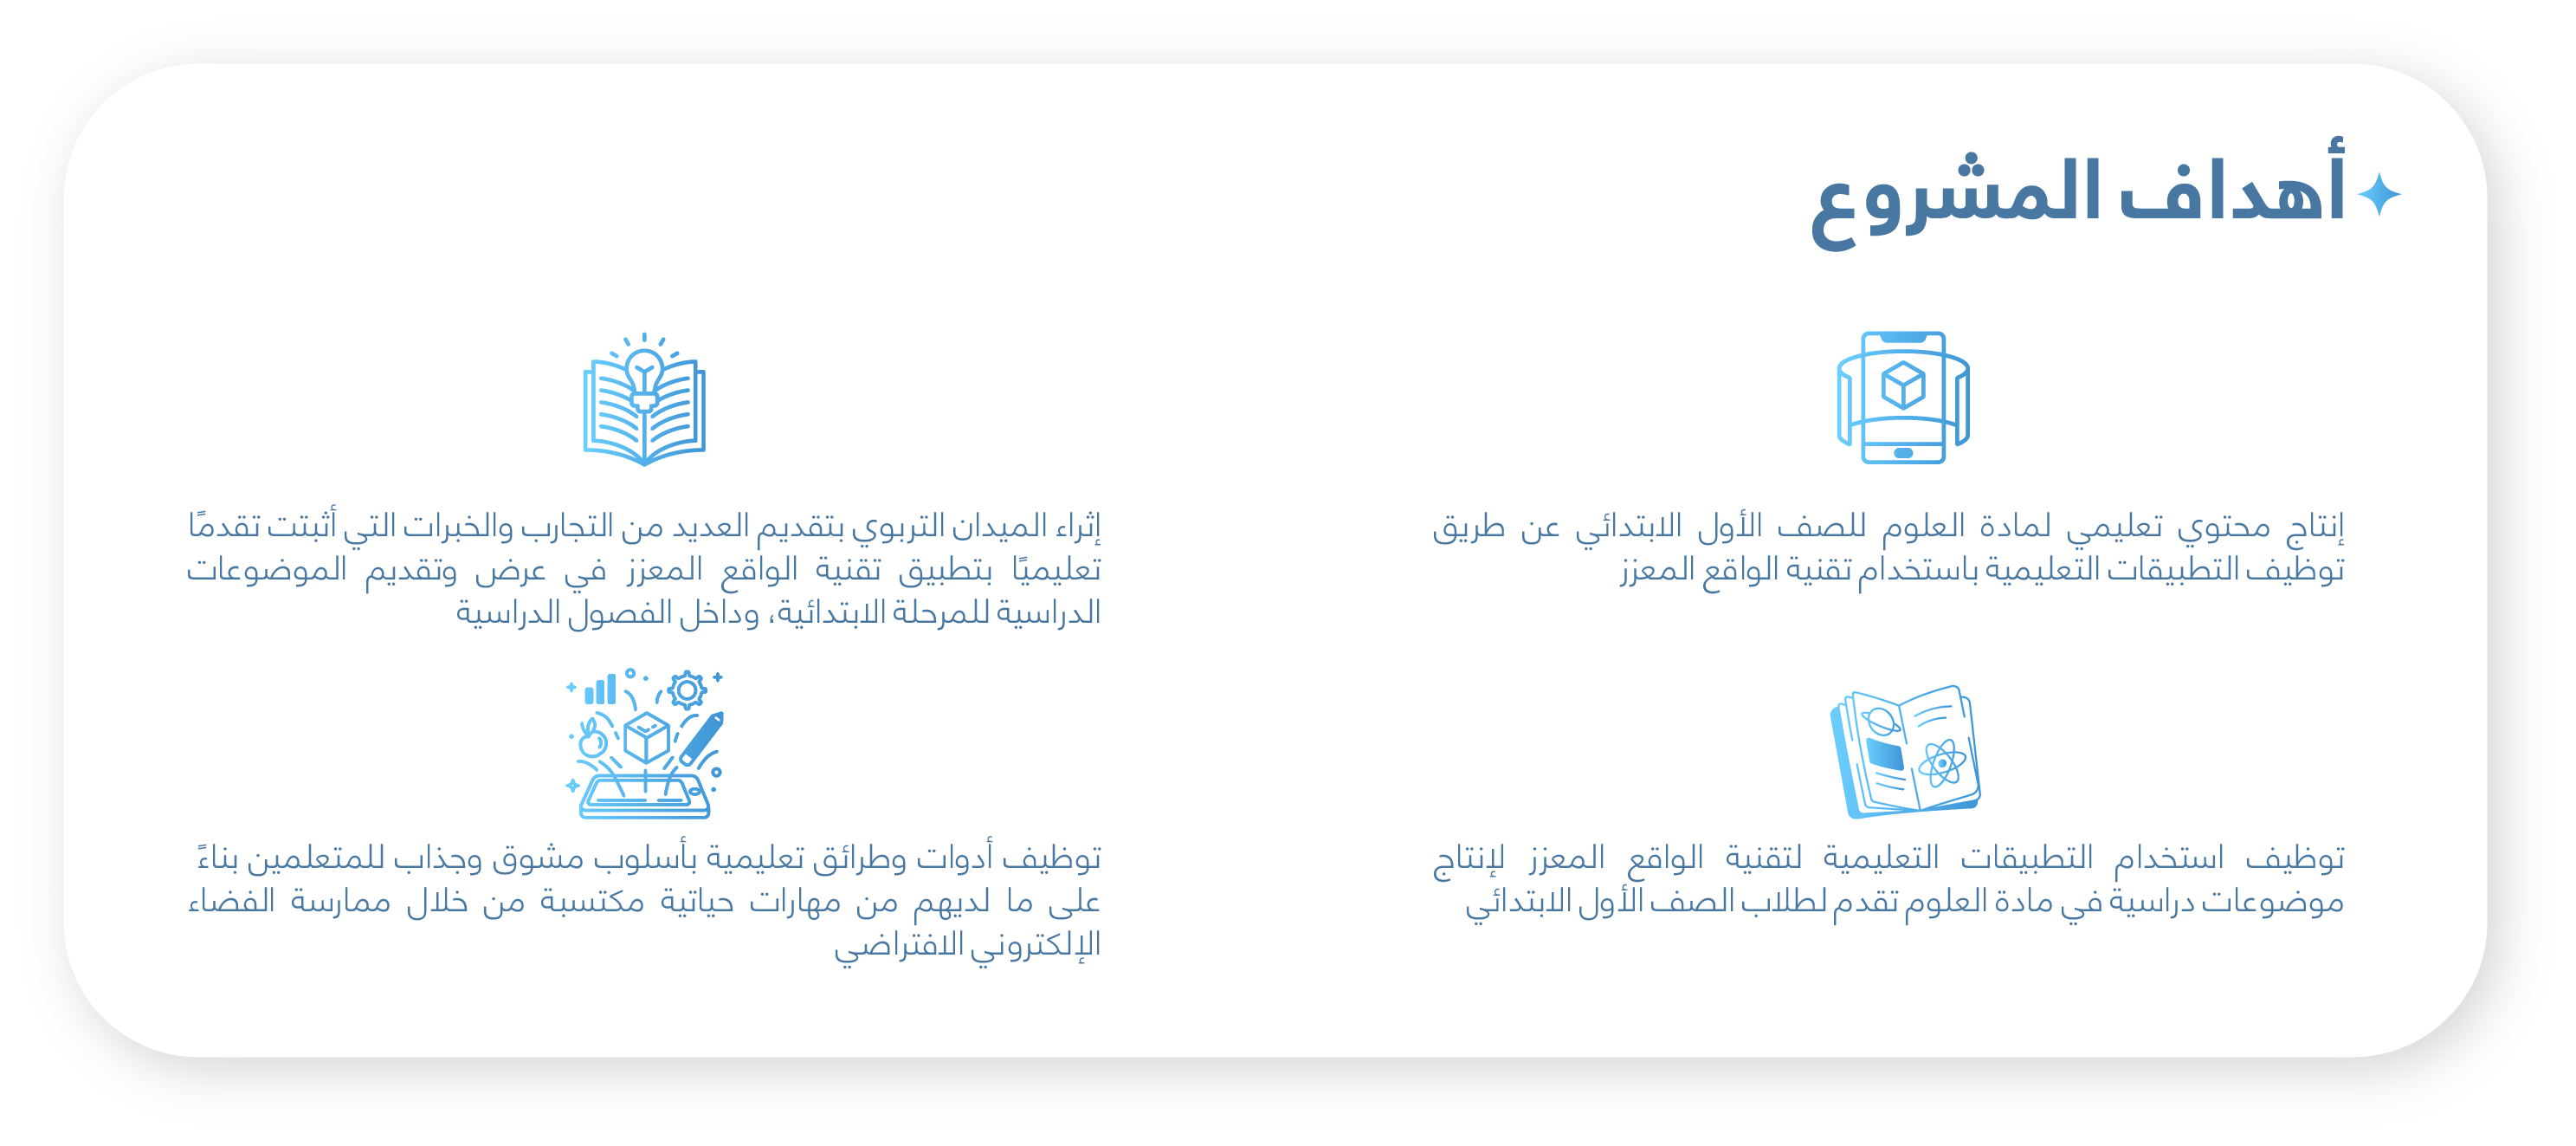 أهداف المشروع
إنتاج محتوي تعليمي لمادة العلوم للصف الأول الابتدائي عن طريق
توظيف التطبيقات التعليمية باستخدام تقنية الواقع المعزز
إثراء الميدان التربوي بتقديم العديد من التجارب والخبرات التي أثبتت تقدمًا
تعليميًا بتطبيق تقنية الواقع المعزز في عرض وتقديم الموضوعات
الدراسية للمرحلة الابتدائية، وداخل الفصول الدراسية
توظيف استخدام التطبيقات التعليمية لتقنية الواقع المعزز لإنتاج
موضوعات دراسية في مادة العلوم تقدم لطلاب الصف الأول الابتدائي
توظيف أدوات وطرائق تعليمية بأسلوب مشوق وجذاب للمتعلمين بناءً
على ما لديهم من مهارات حياتية مكتسبة من خلال ممارسة الفضاء
الإلكتروني الافتراضي